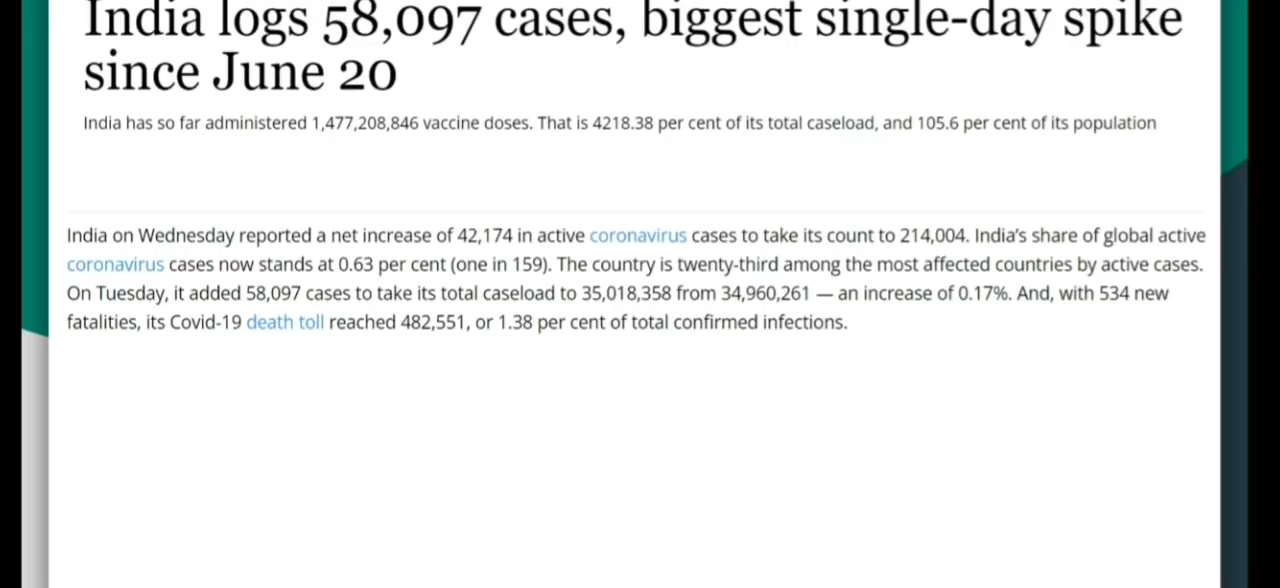 India logs 58,097 cases, biggest single-day spike
since June 20
India has so far administered 1,477,208,846 vaccine doses. That is 4218.38 per cent of its total caseload, and 105.6 per cent of its population
India on Wednesday reported a net increase of 42,174 in active coronavirus cases to take its count to 214,004. India’s share of global active
coronavirus cases now stands at 0.63 per cent (one in 159). The country is twenty-third among the most affected countries by active cases.
On Tuesday, it added 58,097 cases to take its total caseload to 35,018,358 from 34,960,261 — an increase of 0.17%. And, with 534 new
fatalities, its Covid-19 death toll reached 482,551, or 1.38 per cent of total confirmed infections.